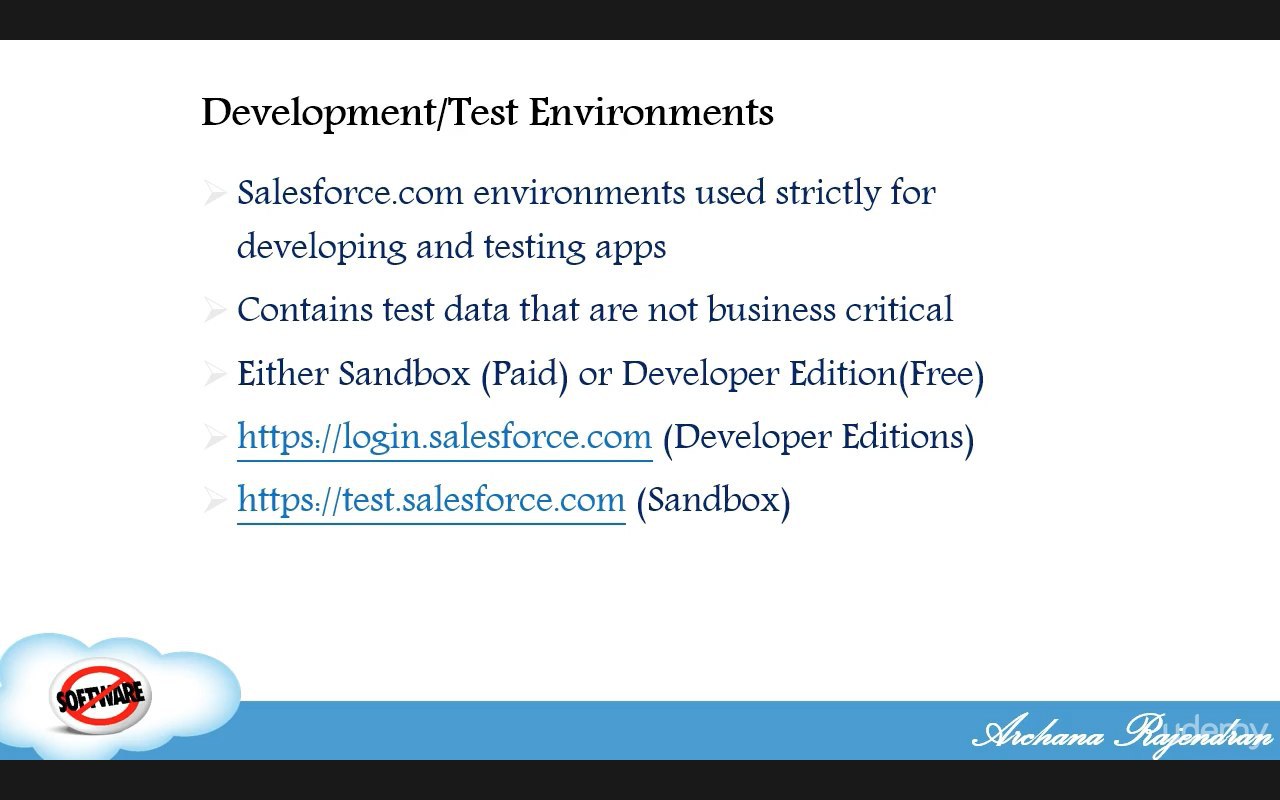 Development/Test Environments
Salesforce.com environments used strictly for
developing and testing apps
Contains test data that are not business critical
Either Sandbox (Paid) or Developer Edition(Free)
https://login.salesforce.com (Developer Editions)
https://test.salesforce.com (Sandbox)
SOFTWARE
Archana Rajendran
udemy